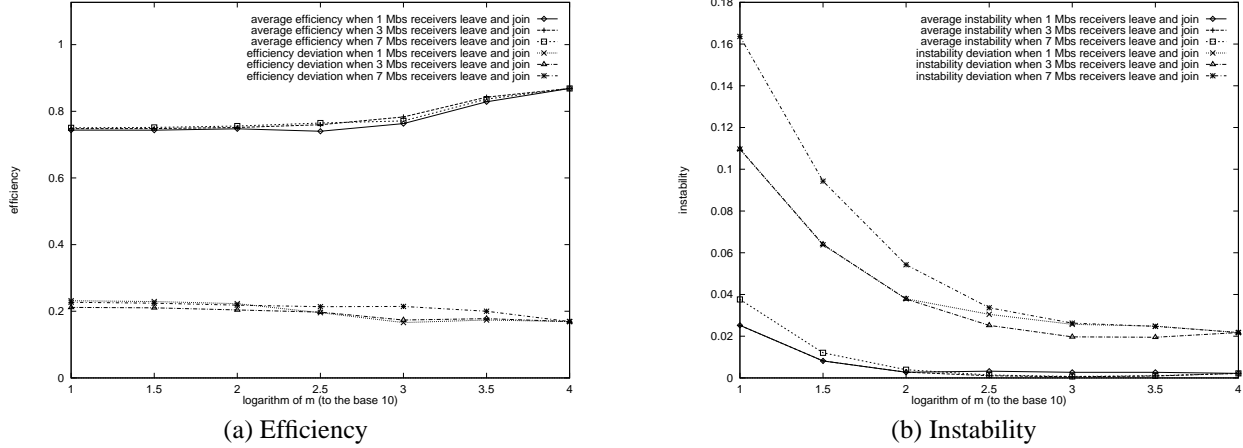 1
0.8
0.6
0.4
0.2
0
efficiency
average efficiency when 1 Mbs receivers leave and join
average efficiency when 3 Mbs receivers leave and join
average efficiency when 7 Mbs receivers leave and join
efficiency deviation when 1 Mbs receivers leave and join
efficiency deviation when 3 Mbs receivers leave and join
efficiency deviation when 7 Mbs receivers leave and join
1 1.5 2 2.5 3 3.5 4
logarithm of m (to the base 10)
(a) Efficiency
0.18
0.16
0.14
0.12
0.1
0.08
0.06
0.04
0.02
0
instability
average instability when 1 Mbs receivers leave and join
average instability when 3 Mbs receivers leave and join
average instability when 7 Mbs receivers leave and join
instability deviation when 1 Mbs receivers leave and join
instability deviation when 3 Mbs receivers leave and join
instability deviation when 7 Mbs receivers leave and join
1 1.5 2 2.5 3 3.5 4
logarithm of m (to the base 10)
(b) Instability